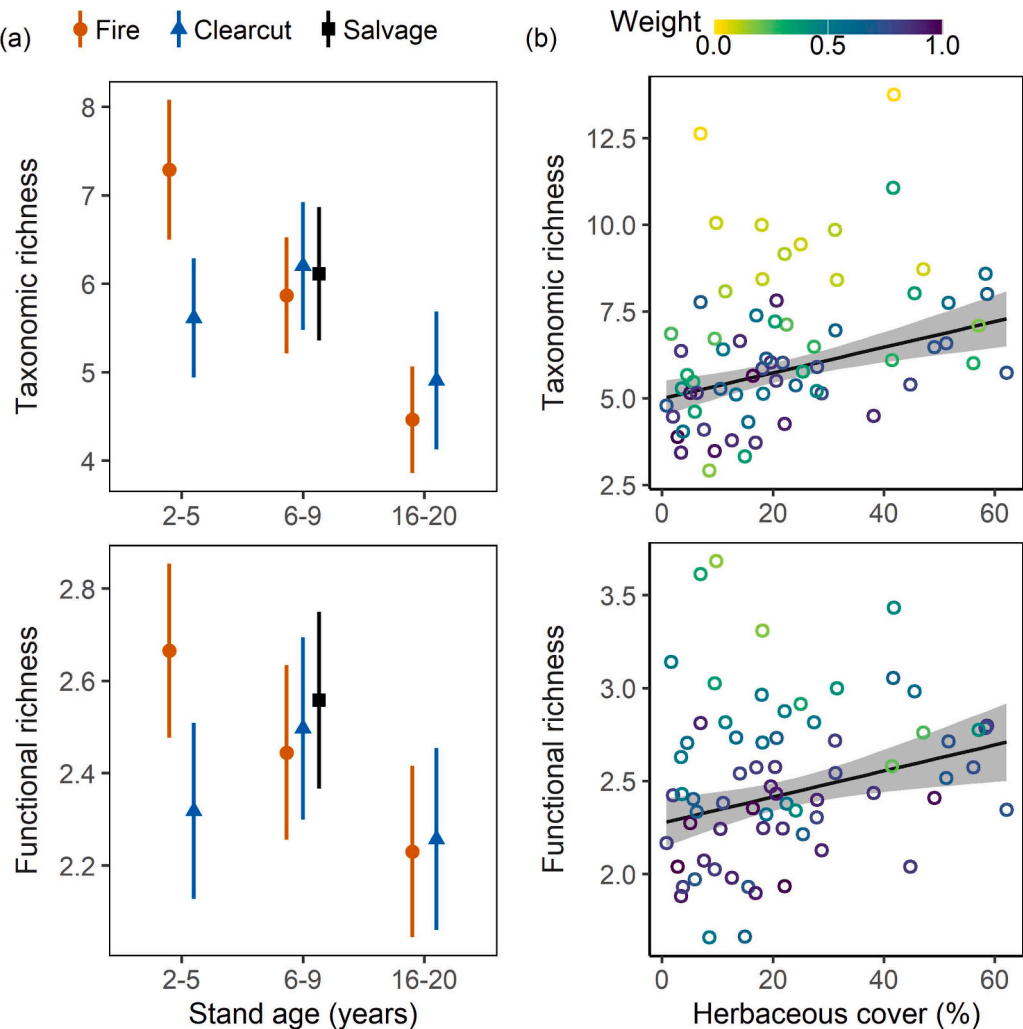 (a) Fire Clearcut Salvage
(b) Weight
0.0 0.5 1.0
Taxonomic richness
8
7
6
5
4
2-5 6-9 16-20
Taxonomic richness
12.5
10.0
7.5
5.0
2.5
0 20 40 60
Functional richness
2.8
2.6
2.4
2.2
2-5 6-9 16-20
Stand age (years)
Functional richness
3.5
3.0
2.5
2.0
0 20 40 60
Herbaceous cover (%)